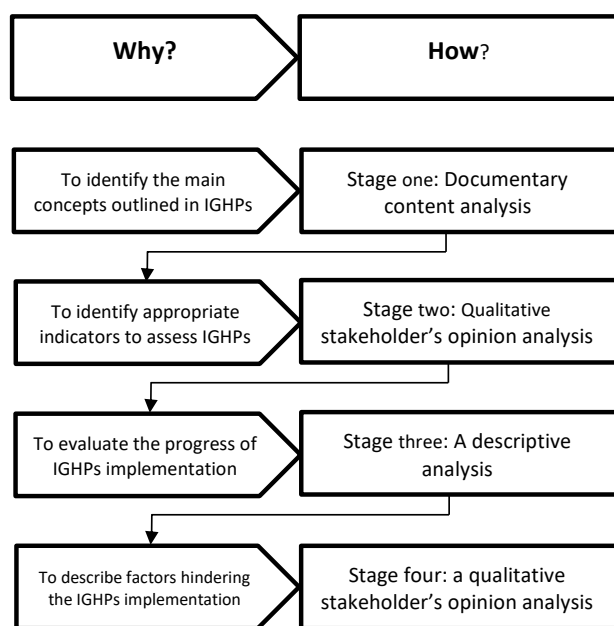 Why?
How?
To identify the main
concepts outlined in IGHPs
Stage one: Documentary
content analysis
To identify appropriate
indicators to assess IGHPs
Stage two: Qualitative
stakeholder's opinion analysis
To evaluate the progress of
IGHPs implementation
Stage three: A descriptive
analysis
To describe factors hindering
the IGHPs implementation
Stage four: a qualitative
stakeholder's opinion analysis